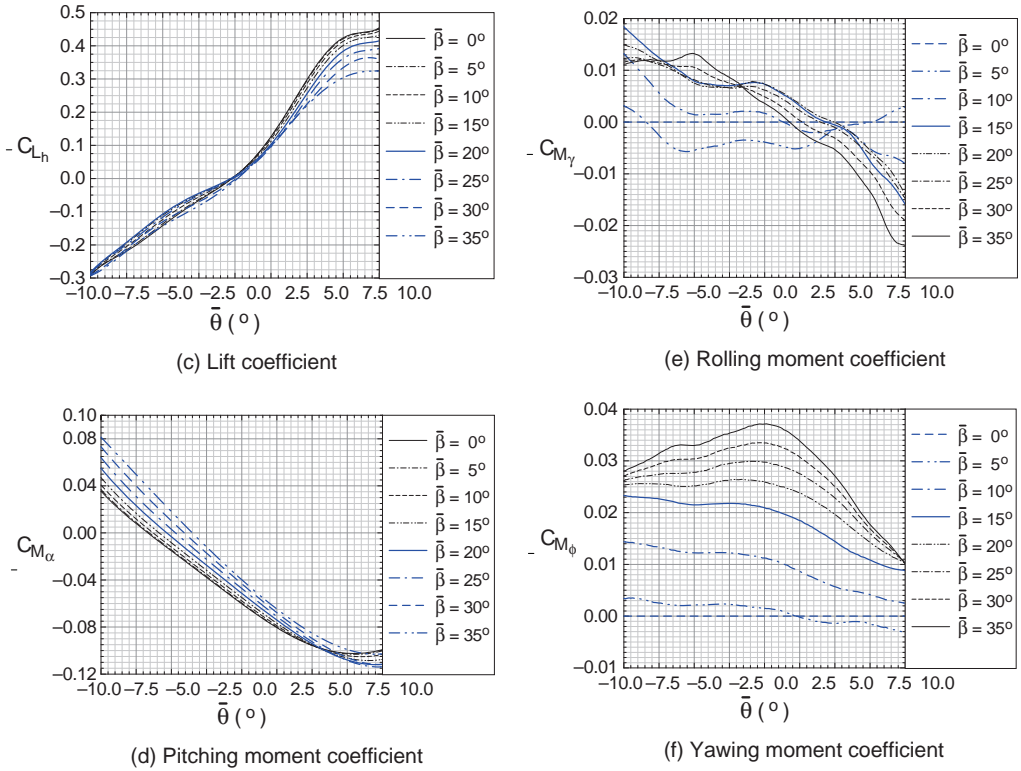 0.5
0.4
0.3
0.2
0.1
0.0
−0.1
−0.2
−0.3
C̄Lh
−10.0 −7.5 −5.0 −2.5 0.0 2.5 5.0 7.5 10.0
θ̄ (°)
β̄ = 0°
β̄ = 5°
β̄ = 10°
β̄ = 15°
β̄ = 20°
β̄ = 25°
β̄ = 30°
β̄ = 35°
(c) Lift coefficient
0.02
0.01
0.00
−0.01
−0.02
−0.03
C̄Mγ
−10.0 −7.5 −5.0 −2.5 0.0 2.5 5.0 7.5 10.0
θ̄ (°)
β̄ = 0°
β̄ = 5°
β̄ = 10°
β̄ = 15°
β̄ = 20°
β̄ = 25°
β̄ = 30°
β̄ = 35°
(e) Rolling moment coefficient
0.10
0.08
0.04
0.00
−0.04
−0.08
−0.12
C̄Mα
−10.0 −7.5 −5.0 −2.5 0.0 2.5 5.0 7.5 10.0
θ̄ (°)
β̄ = 0°
β̄ = 5°
β̄ = 10°
β̄ = 15°
β̄ = 20°
β̄ = 25°
β̄ = 30°
β̄ = 35°
(d) Pitching moment coefficient
0.04
0.03
0.02
0.01
0.00
−0.01
C̄Mϕ
−10.0 −7.5 −5.0 −2.5 0.0 2.5 5.0 7.5 10.0
θ̄ (°)
β̄ = 0°
β̄ = 5°
β̄ = 10°
β̄ = 15°
β̄ = 20°
β̄ = 25°
β̄ = 30°
β̄ = 35°
(f) Yawing moment coefficient